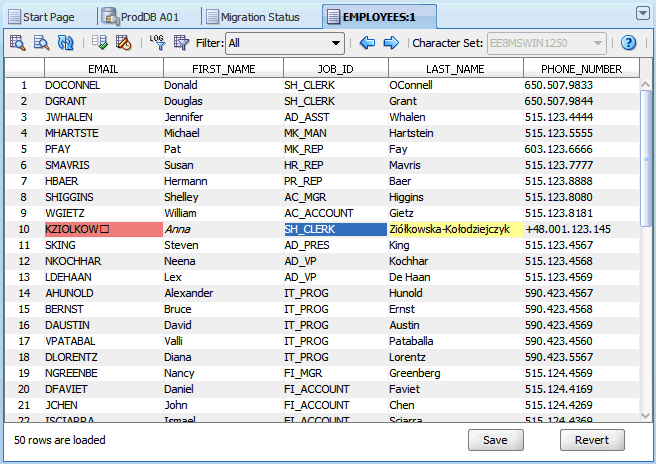 Start Page ProdDB A01 Migration Status EMPLOYEES:1
LOG Filter: All Character Set: EE8MSWIN1250
EMAIL FIRST_NAME JOB_ID LAST_NAME PHONE_NUMBER
1 DOCONNEL Donald SH_CLERK OConnell 650.507.9833
2 DGRANT Douglas SH_CLERK Grant 650.507.9844
3 JWHALEN Jennifer AD_ASST Whalen 515.123.4444
4 MHARTSTE Michael MK_MAN Hartstein 515.123.5555
5 PFAY Pat MK_REP Fay 603.123.6666
6 SMAVRIS Susan HR_REP Mavris 515.123.7777
7 HBAER Hermann PR_REP Baer 515.123.8888
8 SHIGGINS Shelley AC_MGR Higgins 515.123.8080
9 WGIETZ William AC_ACCOUNT Gietz 515.123.8181
10 KZIOLKOW□ Anna SH_CLERK Ziółkowska-Kołodziejczyk +48.001.123.145
11 SKING Steven AD_PRES King 515.123.4567
12 NKOCHHAR Neena AD_VP Kochhar 515.123.4568
13 LDEHAAN Lex AD_VP De Haan 515.123.4569
14 AHUNOLD Alexander IT_PROG Hunold 590.423.4567
15 BERNST Bruce IT_PROG Ernst 590.423.4568
16 DAUSTIN David IT_PROG Austin 590.423.4569
17 VPATABAL Valli IT_PROG Pataballa 590.423.4560
18 DLORENTZ Diana IT_PROG Lorentz 590.423.5567
19 NGREENBE Nancy FI_MGR Greenberg 515.124.4569
20 DFAVIET Daniel FI_ACCOUNT Faviet 515.124.4169
21 JCHEN John FI_ACCOUNT Chen 515.124.4269
22 ISCIARRA Ismael FI_ACCOUNT Sciarra 515.124.4369
50 rows are loaded Save Revert